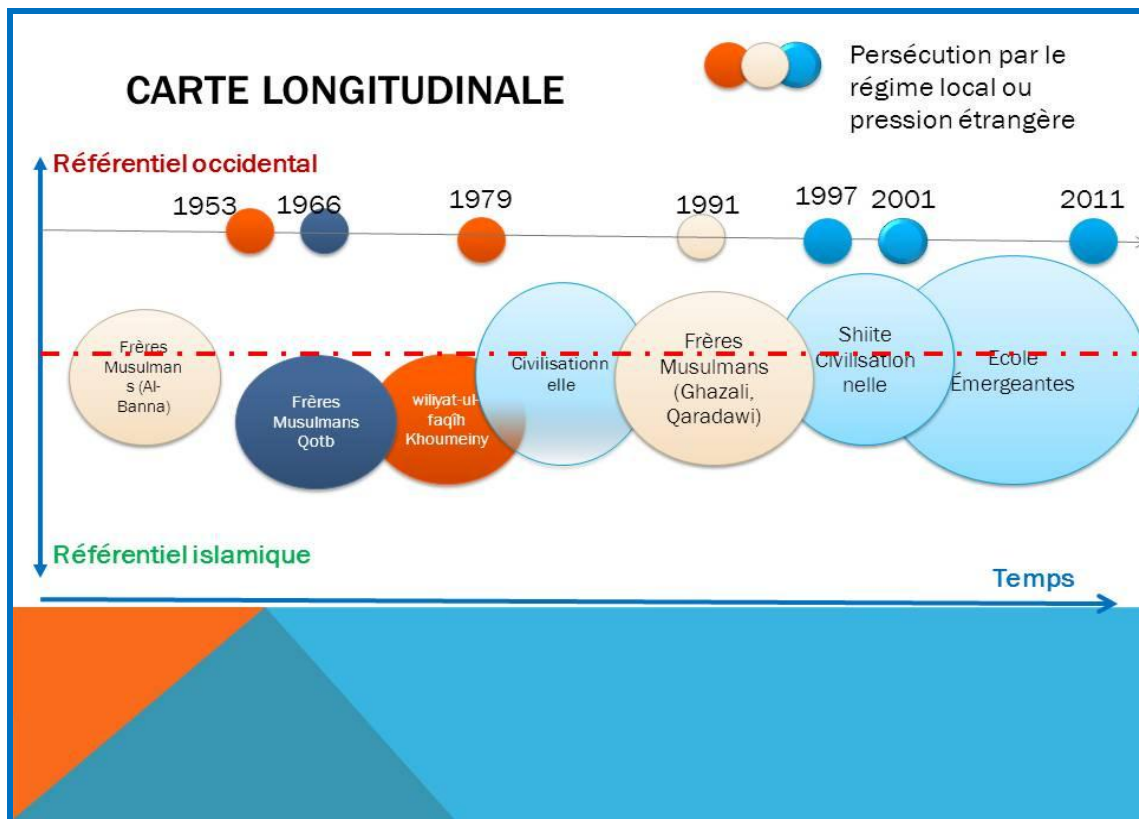 CARTE LONGITUDINALE
Persécution par le
régime local ou
pression étrangère
Référentiel occidental
1953
1966
1979
1991
1997
2001
2011
Frères
Musulman
s (Al-
Banna)
Frères
Musulmans
Qotb
wiliyat-ul-
faqîh
Khoumeiny
Civilisationn
elle
Frères
Musulmans
(Ghazali,
Qaradawi)
Shiite
Civilisation
nelle
Ecole
Émergeantes
Référentiel islamique
Temps